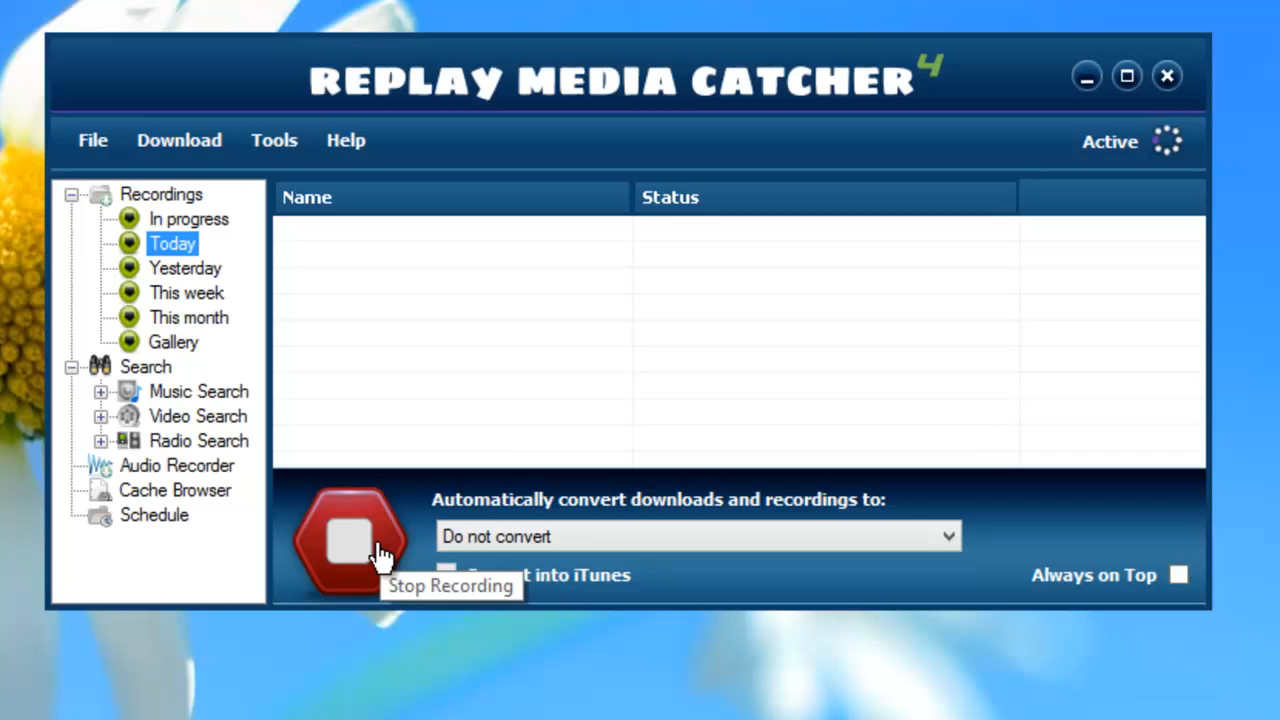 REPLAY MEDIA CATCHER 4
File Download Tools Help
Active
Recordings
In progress
Today
Yesterday
This week
This month
Gallery
Search
Music Search
Video Search
Radio Search
Audio Recorder
Cache Browser
Schedule
Name Status
Automatically convert downloads and recordings to:
Do not convert
into iTunes
Always on Top
Stop Recording